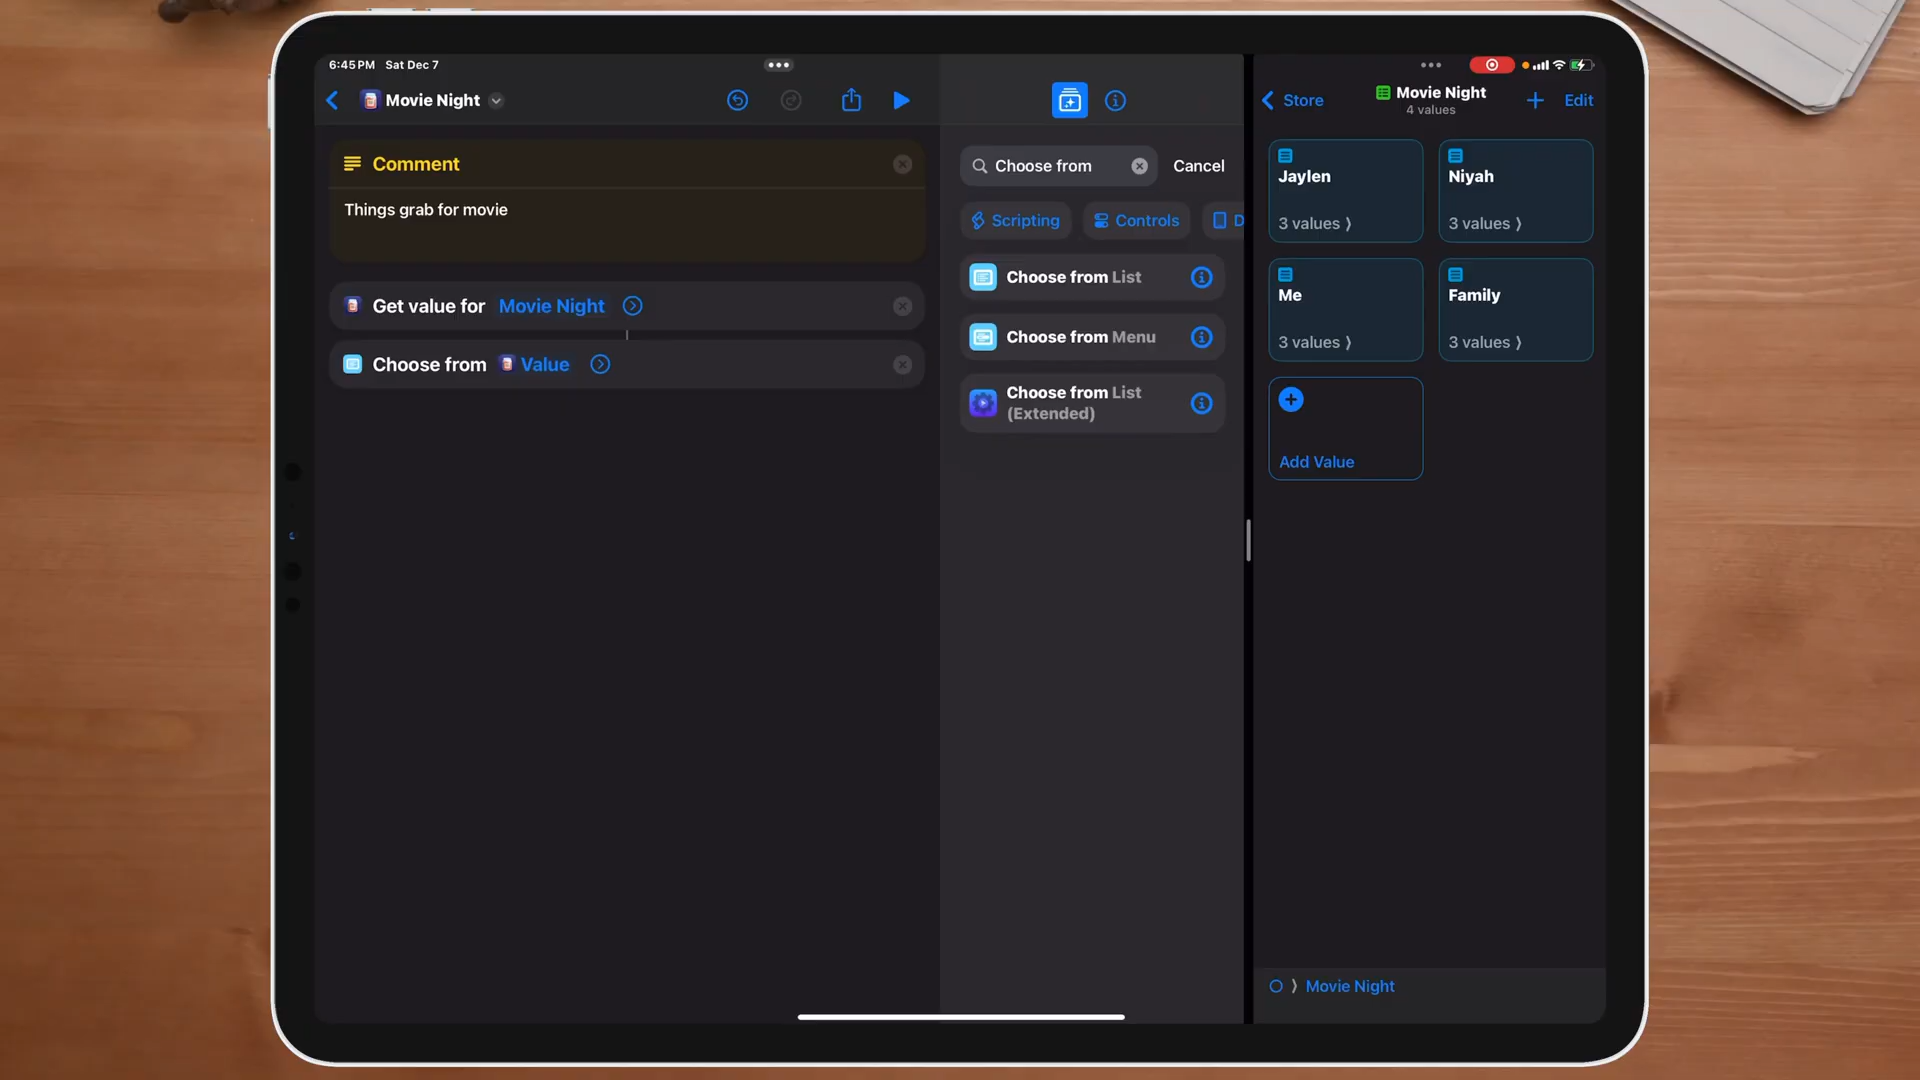 6:45 PM Sat Dec 7
Movie Night
Comment
Things grab for movie
Get value for Movie Night
Choose from Value
Choose from
Cancel
Scripting
Controls
D
Choose from List
Choose from Menu
Choose from List
(Extended)
Store
Movie Night
4 values
Edit
Jaylen
3 values ⟩
Niyah
3 values ⟩
Me
3 values ⟩
Family
3 values ⟩
Add Value
⟩ Movie Night